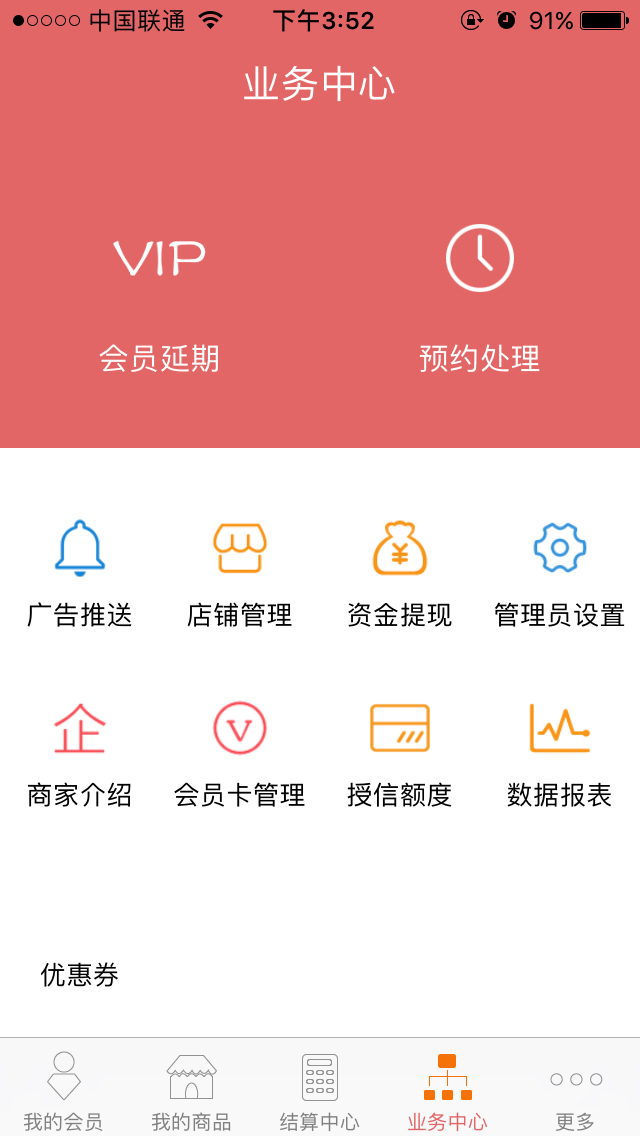 中国联通 下午3:52 91%
业务中心
VIP
会员延期 预约处理
¥
广告推送 店铺管理 资金提现 管理员设置
企 V
商家介绍 会员卡管理 授信额度 数据报表
优惠券
我的会员 我的商品 结算中心 业务中心 更多